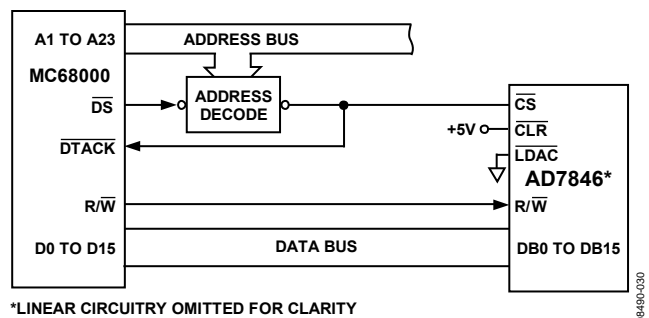 A1 TO A23
ADDRESS BUS
MC68000
DS
ADDRESS
DECODE
CS
+5V
CLR
DTACK
LDAC
AD7846*
R/W
R/W
D0 TO D15
DATA BUS
DB0 TO DB15
*LINEAR CIRCUITRY OMITTED FOR CLARITY
08490-030